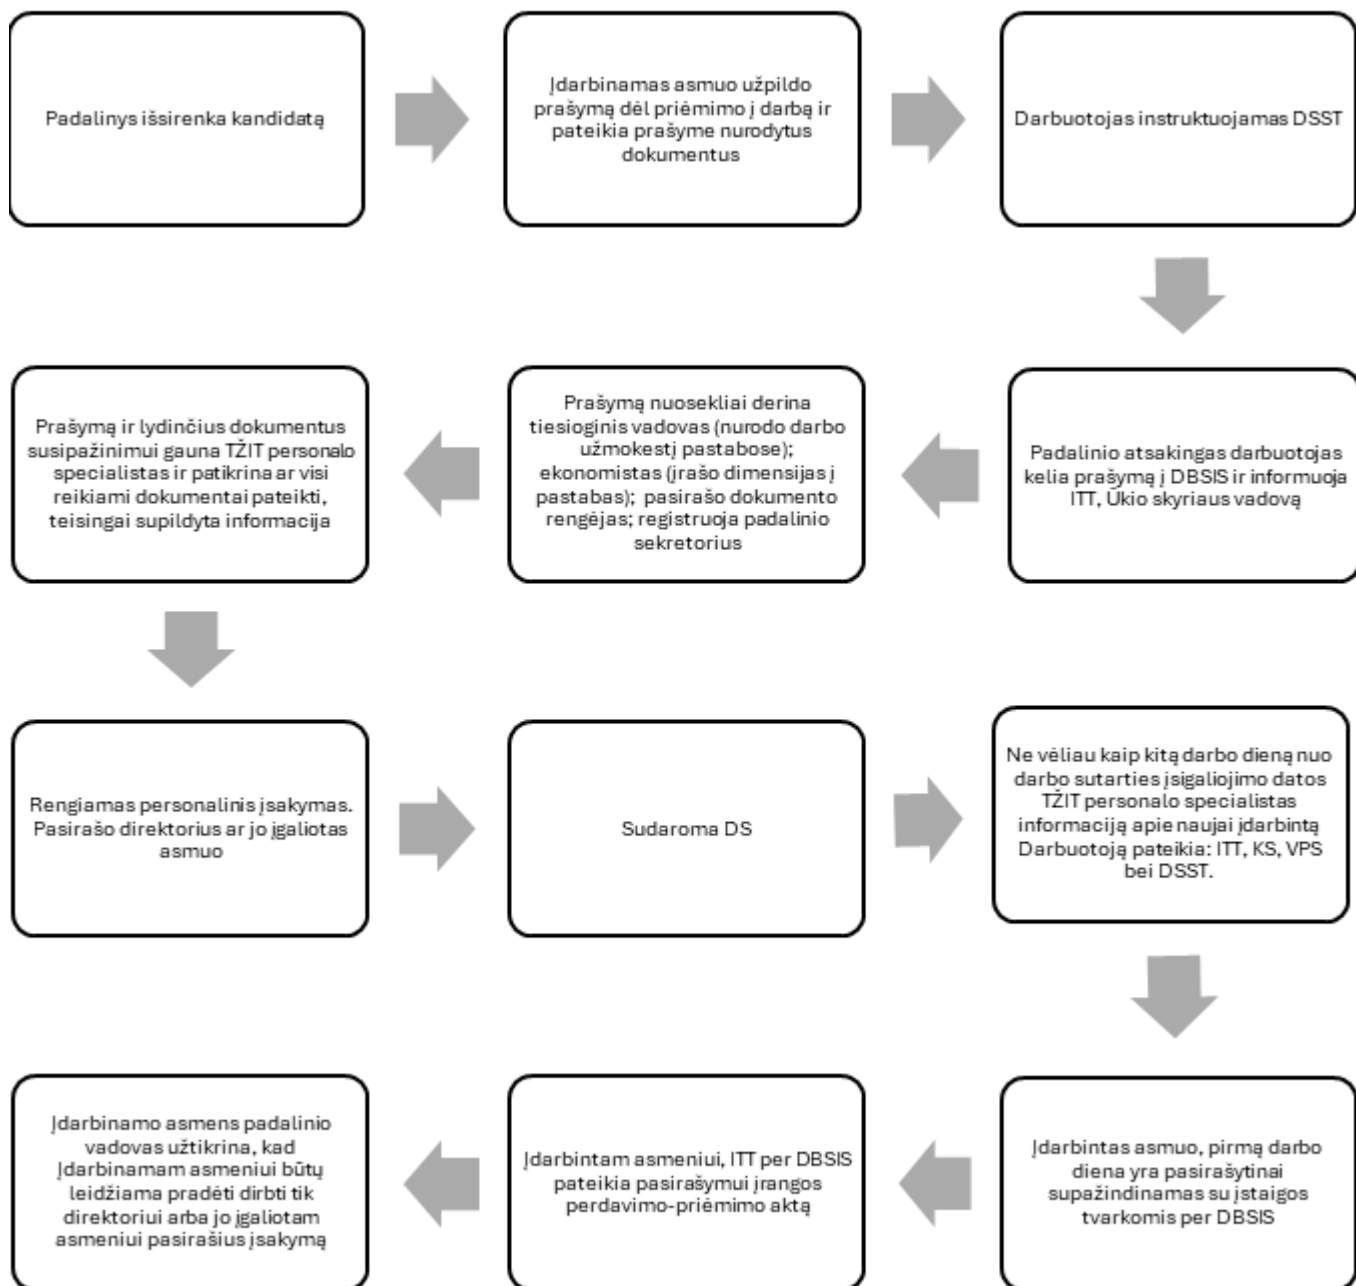 Padalinys išsirenka kandidatą
Įdarbinamas asmuo užpildo
prašymą dėl priėmimo į darbą ir
pateikia prašyme nurodytus
dokumentus
Darbuotojas instruktuojamas DSST
Padalinio atsakingas darbuotojas
kelia prašymą į DBSIS ir informuoja
ITT, Ūkio skyriaus vadovą
Prašymą nuosekliai derina
tiesioginis vadovas (nurodo darbo
užmokestį pastabose);
ekonomistas (įrašo dimensijas į
pastabas); pasirašo dokumento
rengėjas; registruoja padalinio
sekretorius
Prašymą ir lydinčius dokumentus
susipažinimui gauna TŽIT personalo
specialistas ir patikrina ar visi
reikiami dokumentai pateikti,
teisingai supildyta informacija
Rengiamas personalinis įsakymas.
Pasirašo direktorius ar jo įgaliotas
asmuo
Sudaroma DS
Ne vėliau kaip kitą darbo dieną nuo
darbo sutarties įsigaliojimo datos
TŽIT personalo specialistas
informaciją apie naujai įdarbintą
Darbuotoją pateikia: ITT, KS, VPS
bei DSST.
Įdarbintas asmuo, pirmą darbo
diena yra pasirašytinai
supažindinamas su įstaigos
tvarkomis per DBSIS
Įdarbintam asmeniui, ITT per DBSIS
pateikia pasirašymui įrangos
perdavimo-priėmimo aktą
Įdarbinamo asmens padalinio
vadovas užtikrina, kad
Įdarbinamam asmeniui būtų
leidžiama pradėti dirbti tik
direktoriui arba jo įgaliotam
asmeniui pasirašius įsakymą